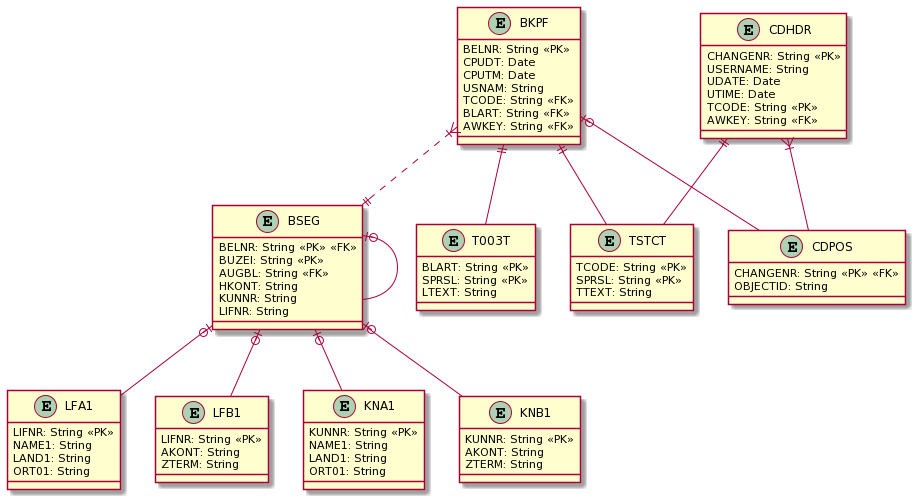 E BKPF
BELNR: String «PK»
CPUDT: Date
CPUTM: Date
USNAM: String
TCODE: String «FK»
BLART: String «FK»
AWKEY: String «FK»
E CDHDR
CHANGENR: String «PK»
USERNAME: String
UDATE: Date
UTIME: Date
TCODE: String «PK»
AWKEY: String «FK»
E BSEG
BELNR: String «PK» «FK»
BUZEI: String «PK»
AUGBL: String «FK»
HKONT: String
KUNNR: String
LIFNR: String
E T003T
BLART: String «PK»
SPRSL: String «PK»
LTEXT: String
E TSTCT
TCODE: String «PK»
SPRSL: String «PK»
TTEXT: String
E CDPOS
CHANGENR: String «PK» «FK»
OBJECTID: String
E LFA1
LIFNR: String «PK»
NAME1: String
LAND1: String
ORT01: String
E LFB1
LIFNR: String «PK»
AKONT: String
ZTERM: String
E KNA1
KUNNR: String «PK»
NAME1: String
LAND1: String
ORT01: String
E KNB1
KUNNR: String «PK»
AKONT: String
ZTERM: String